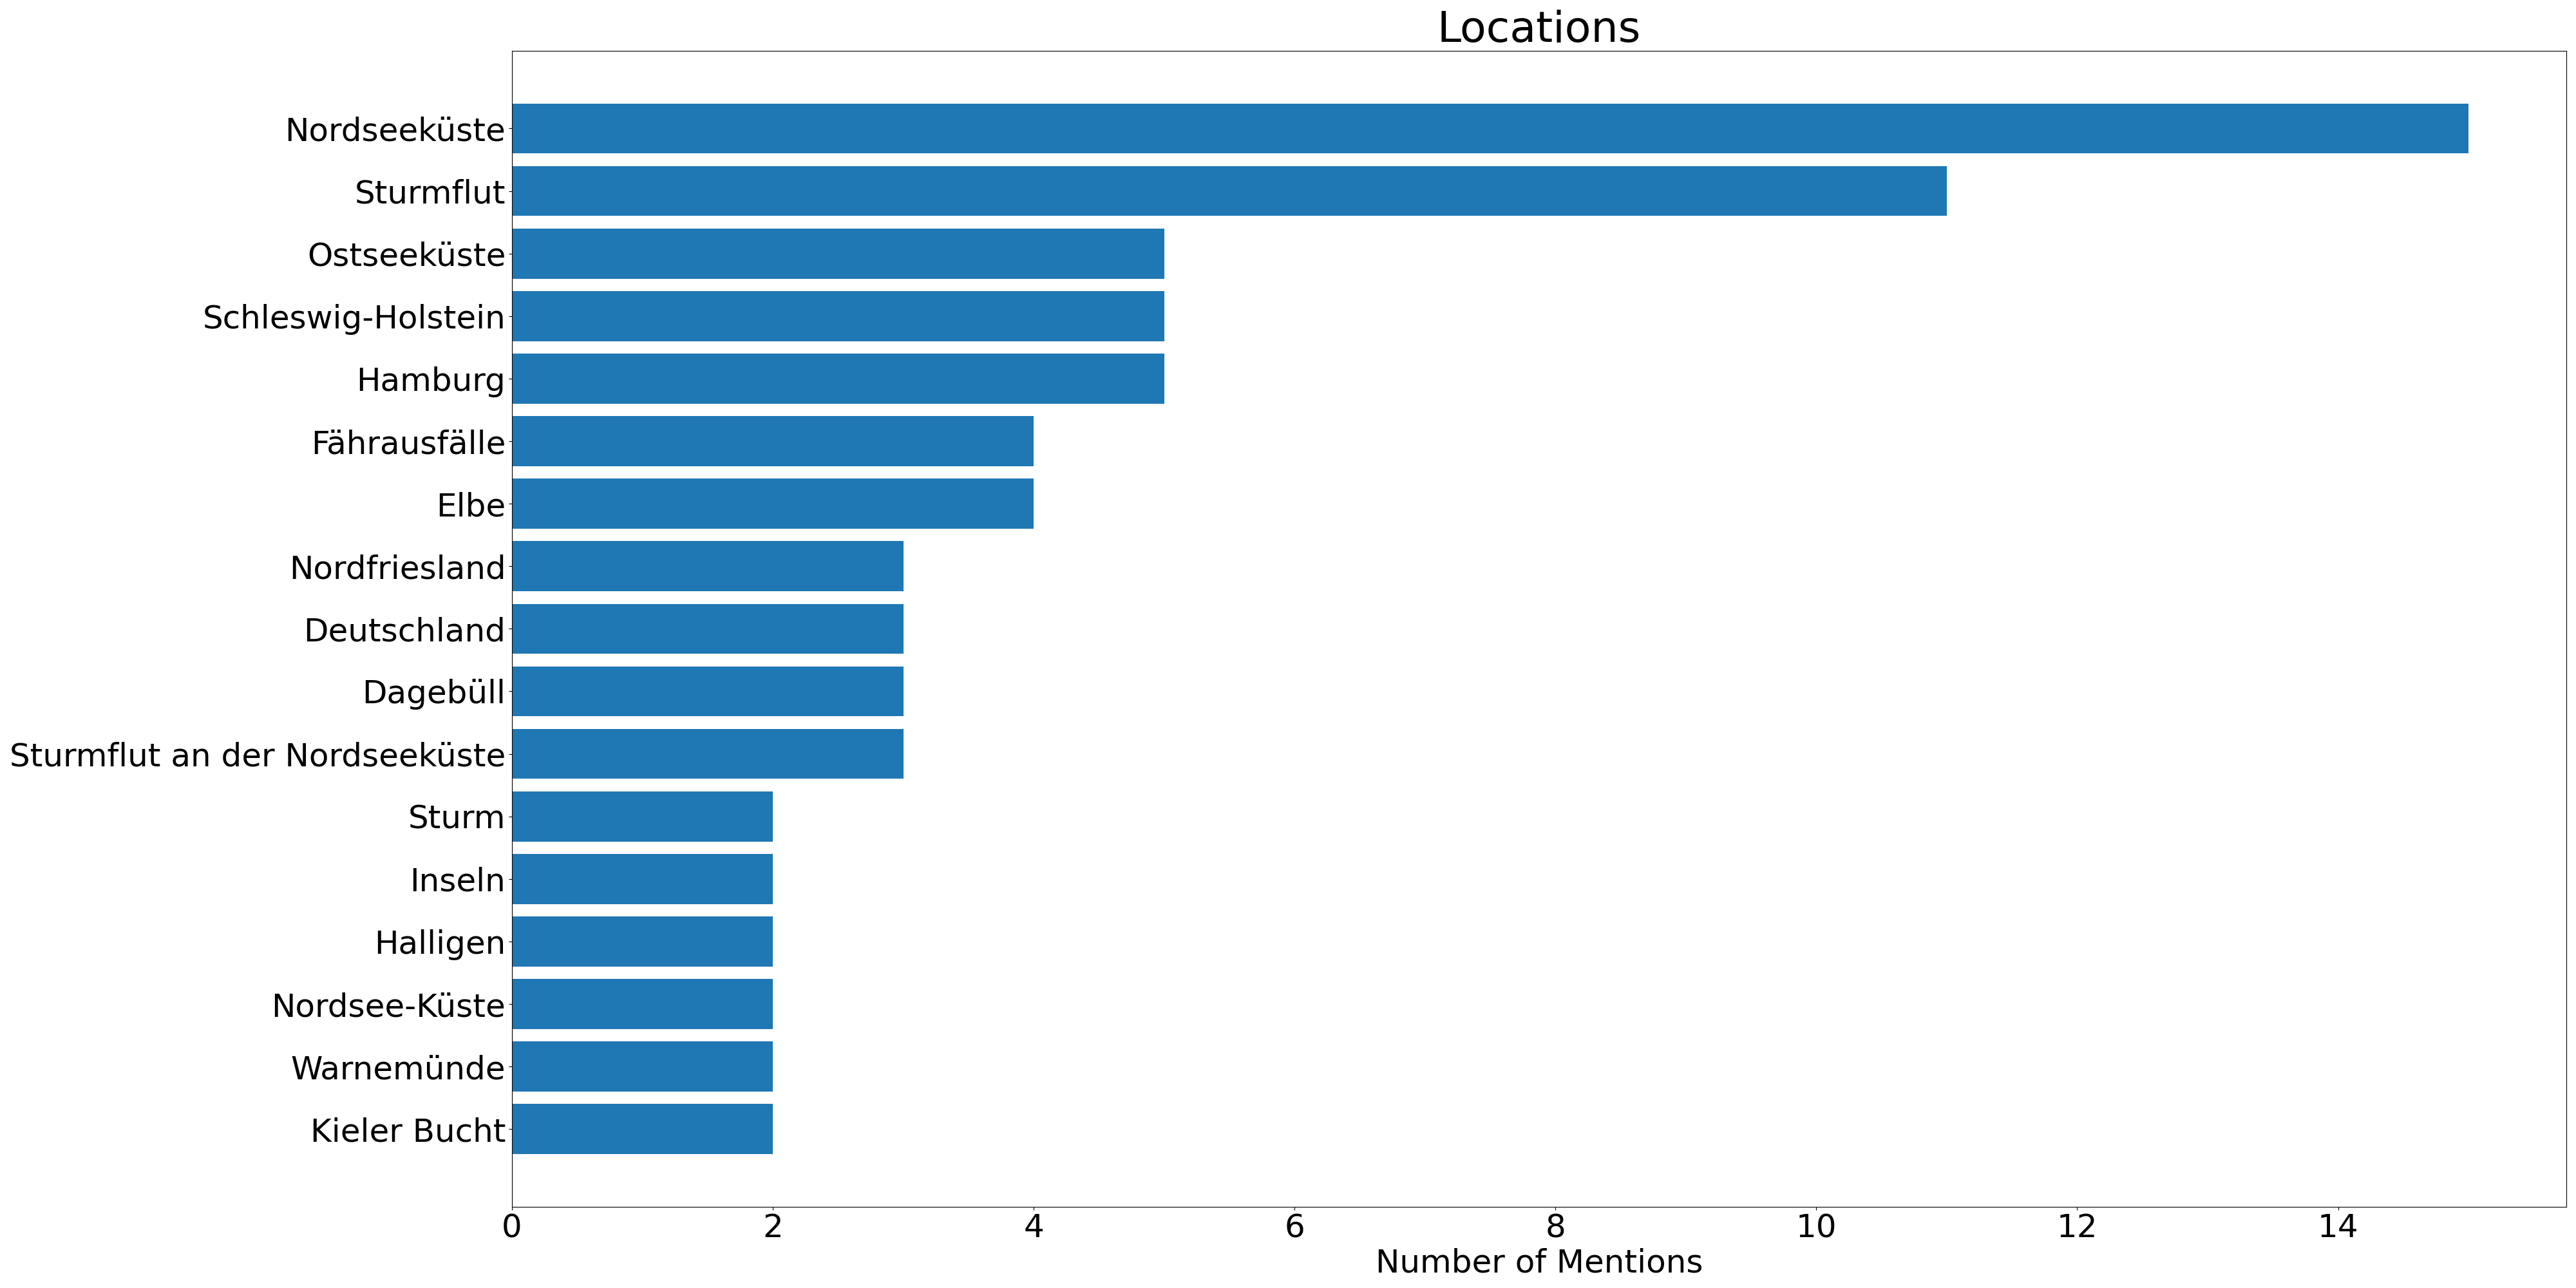 Locations
Nordseeküste
Sturmflut
Ostseeküste
Schleswig-Holstein
Hamburg
Fährausfälle
Elbe
Nordfriesland
Deutschland
Dagebüll
Sturmflut an der Nordseeküste
Sturm
Inseln
Halligen
Nordsee-Küste
Warnemünde
Kieler Bucht
0 2 4 6 8 10 12 14
Number of Mentions